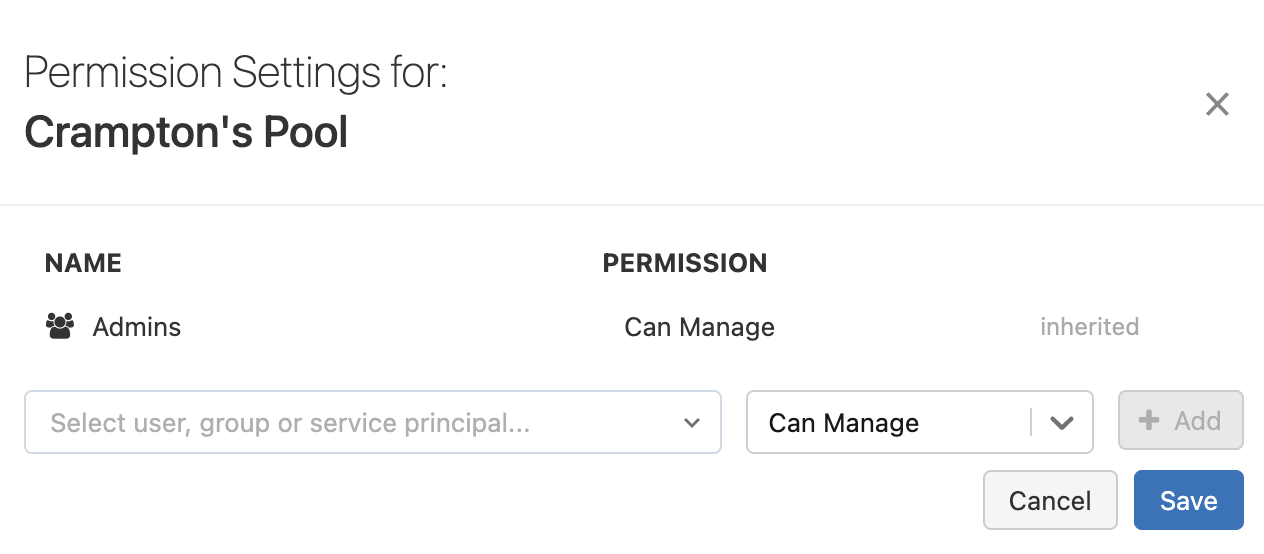 Permission Settings for:
Crampton's Pool
NAME PERMISSION
Admins Can Manage inherited
Select user, group or service principal... Can Manage Add
Cancel Save